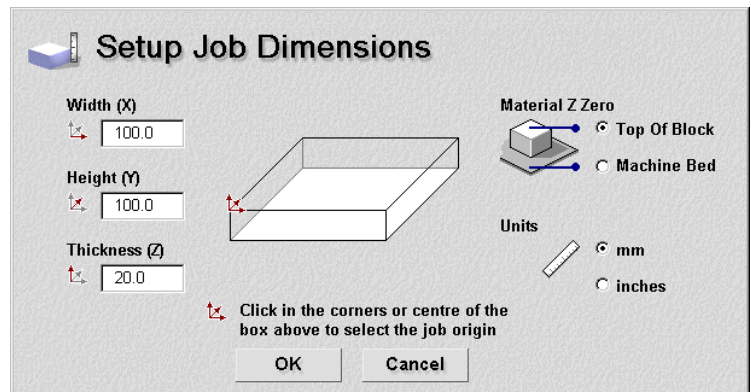 Setup Job Dimensions
Width (X)
100.0
Height (Y)
100.0
Thickness (Z)
20.0
Material Z Zero
Top Of Block
Machine Bed
Units
mm
inches
Click in the corners or centre of the
box above to select the job origin
OK
Cancel